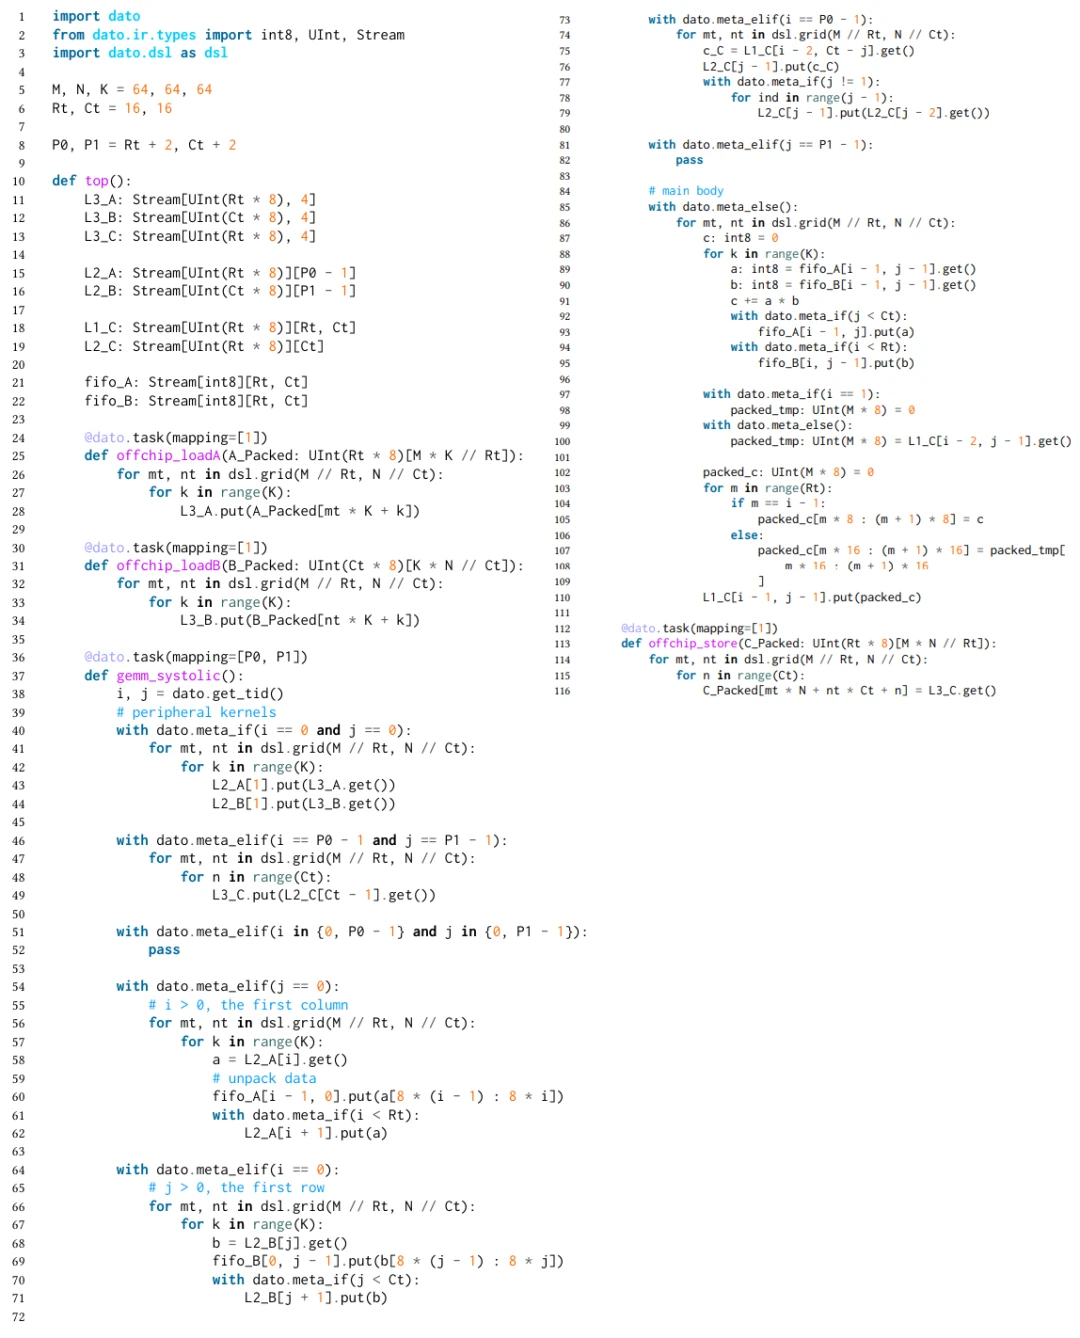 1 import dato
2 from dato.ir.types import int8, UInt, Stream
3 import dato.dsl as dsl
4
5 M, N, K = 64, 64, 64
6 Rt, Ct = 16, 16
7
8 P0, P1 = Rt + 2, Ct + 2
9
10 def top():
11     L3_A: Stream[UInt(Rt * 8), 4]
12     L3_B: Stream[UInt(Ct * 8), 4]
13     L3_C: Stream[UInt(Rt * 8), 4]
14
15     L2_A: Stream[UInt(Rt * 8)][P0 - 1]
16     L2_B: Stream[UInt(Ct * 8)][P1 - 1]
17
18     L1_C: Stream[UInt(Rt * 8)][Rt, Ct]
19     L2_C: Stream[UInt(Rt * 8)][Ct]
20
21     fifo_A: Stream[int8][Rt, Ct]
22     fifo_B: Stream[int8][Rt, Ct]
23
24     @dato.task(mapping=[1])
25     def offchip_loadA(A_Packed: UInt(Rt * 8)[M * K // Rt]):
26         for mt, nt in dsl.grid(M // Rt, N // Ct):
27             for k in range(K):
28                 L3_A.put(A_Packed[mt * K + k])
29
30     @dato.task(mapping=[1])
31     def offchip_loadB(B_Packed: UInt(Ct * 8)[K * N // Ct]):
32         for mt, nt in dsl.grid(M // Rt, N // Ct):
33             for k in range(K):
34                 L3_B.put(B_Packed[nt * K + k])
35
36     @dato.task(mapping=[P0, P1])
37     def gemm_systolic():
38         i, j = dato.get_tid()
39         # peripheral kernels
40         with dato.meta_if(i == 0 and j == 0):
41             for mt, nt in dsl.grid(M // Rt, N // Ct):
42                 for k in range(K):
43                     L2_A[1].put(L3_A.get())
44                     L2_B[1].put(L3_B.get())
45
46         with dato.meta_elif(i == P0 - 1 and j == P1 - 1):
47             for mt, nt in dsl.grid(M // Rt, N // Ct):
48                 for n in range(Ct):
49                     L3_C.put(L2_C[Ct - 1].get())
50
51         with dato.meta_elif(i in {0, P0 - 1} and j in {0, P1 - 1}):
52             pass
53
54         with dato.meta_elif(j == 0):
55             # i > 0, the first column
56             for mt, nt in dsl.grid(M // Rt, N // Ct):
57                 for k in range(K):
58                     a = L2_A[i].get()
59                     # unpack data
60                     fifo_A[i - 1, 0].put(a[8 * (i - 1) : 8 * i])
61                     with dato.meta_if(i < Rt):
62                         L2_A[i + 1].put(a)
63
64         with dato.meta_elif(i == 0):
65             # j > 0, the first row
66             for mt, nt in dsl.grid(M // Rt, N // Ct):
67                 for k in range(K):
68                     b = L2_B[j].get()
69                     fifo_B[0, j - 1].put(b[8 * (j - 1) : 8 * j])
70                     with dato.meta_if(j < Ct):
71                         L2_B[j + 1].put(b)
72
73         with dato.meta_elif(i == P0 - 1):
74             for mt, nt in dsl.grid(M // Rt, N // Ct):
75                 c_C = L1_C[i - 2, Ct - j].get()
76                 L2_C[j - 1].put(c_C)
77                 with dato.meta_if(j != 1):
78                     for ind in range(j - 1):
79                         L2_C[j - 1].put(L2_C[j - 2].get())
80
81         with dato.meta_elif(j == P1 - 1):
82             pass
83
84         # main body
85         with dato.meta_else():
86             for mt, nt in dsl.grid(M // Rt, N // Ct):
87                 c: int8 = 0
88                 for k in range(K):
89                     a: int8 = fifo_A[i - 1, j - 1].get()
90                     b: int8 = fifo_B[i - 1, j - 1].get()
91                     c += a * b
92                     with dato.meta_if(j < Ct):
93                         fifo_A[i - 1, j].put(a)
94                     with dato.meta_if(i < Rt):
95                         fifo_B[i, j - 1].put(b)
96
97                 with dato.meta_if(i == 1):
98                     packed_tmp: UInt(M * 8) = 0
99                 with dato.meta_else():
100                     packed_tmp: UInt(M * 8) = L1_C[i - 2, j - 1].get()
101
102                 packed_c: UInt(M * 8) = 0
103                 for m in range(Rt):
104                     if m == i - 1:
105                         packed_c[m * 8 : (m + 1) * 8] = c
106                     else:
107                         packed_c[m * 16 : (m + 1) * 16] = packed_tmp[
108                             m * 16 : (m + 1) * 16
109                         ]
110                 L1_C[i - 1, j - 1].put(packed_c)
111
112     @dato.task(mapping=[1])
113     def offchip_store(C_Packed: UInt(Rt * 8)[M * N // Rt]):
114         for mt, nt in dsl.grid(M // Rt, N // Ct):
115             for n in range(Ct):
116                 C_Packed[mt * N + nt * Ct + n] = L3_C.get()